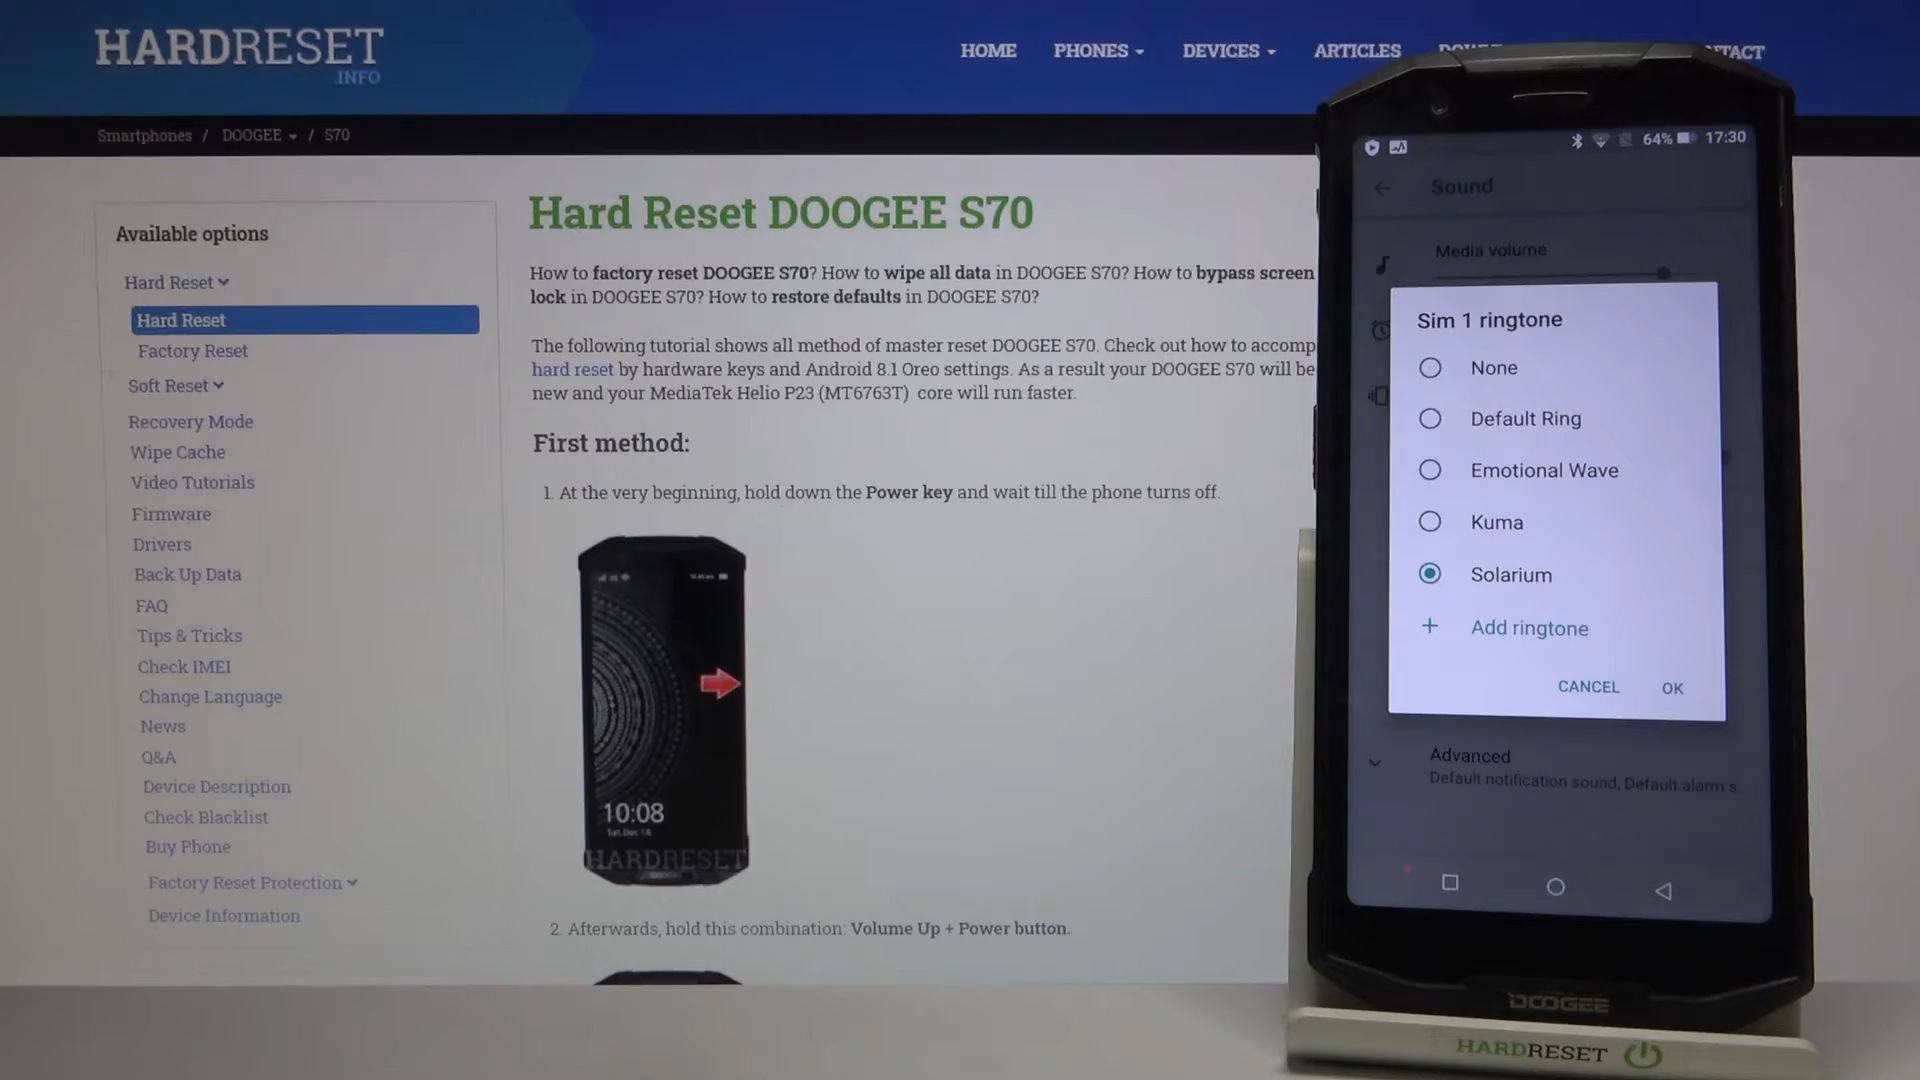 HARDRESET
.INFO
HOME PHONES DEVICES ARTICLES
Smartphones / DOOGEE / S70
Available options
Hard Reset
Hard Reset
Factory Reset
Soft Reset
Recovery Mode
Wipe Cache
Video Tutorials
Firmware
Drivers
Back Up Data
FAQ
Tips & Tricks
Check IMEI
Change Language
News
Q&A
Device Description
Check Blacklist
Buy Phone
Factory Reset Protection
Device Information
Hard Reset DOOGEE S70
How to factory reset DOOGEE S70? How to wipe all data in DOOGEE S70? How to bypass screen
lock in DOOGEE S70? How to restore defaults in DOOGEE S70?
The following tutorial shows all method of master reset DOOGEE S70. Check out how to accomp
hard reset by hardware keys and Android 8.1 Oreo settings. As a result your DOOGEE S70 will be
new and your MediaTek Helio P23 (MT6763T) core will run faster.
First method:
1. At the very beginning, hold down the Power key and wait till the phone turns off.
10:08
HARDRESET
2. Afterwards, hold this combination: Volume Up + Power button.
64% 17:30
Sound
Media volume
Sim 1 ringtone
None
Default Ring
Emotional Wave
Kuma
Solarium
+ Add ringtone
CANCEL OK
Advanced
Default notification sound, Default alarm s...
DOOGEE
HARDRESET